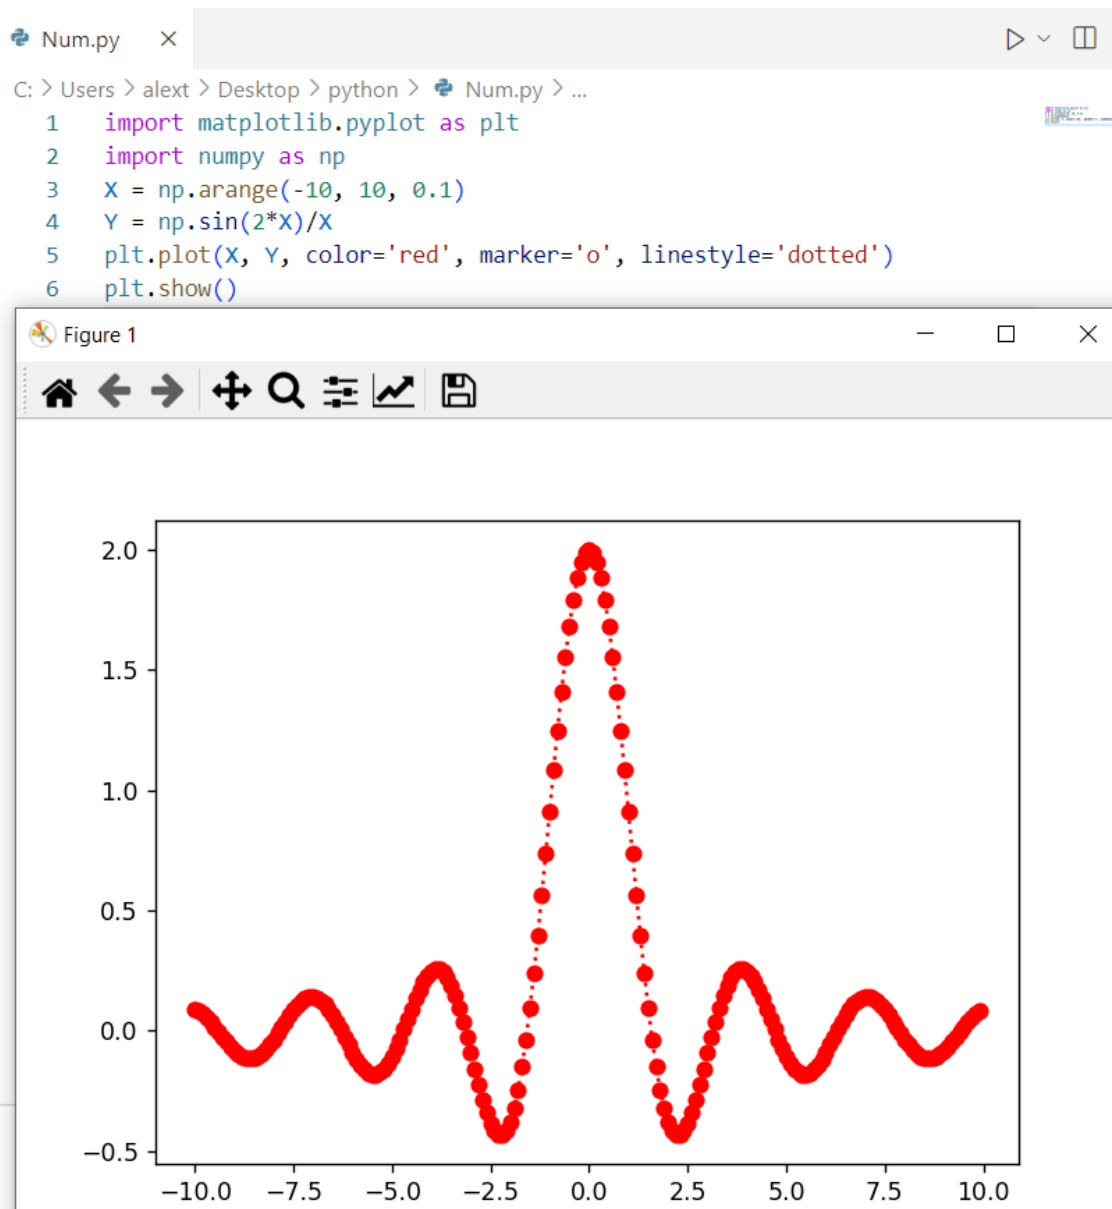 Num.py
C: > Users > alext > Desktop > python > Num.py > ...
1 import matplotlib.pyplot as plt
2 import numpy as np
3 X = np.arange(-10, 10, 0.1)
4 Y = np.sin(2*X)/X
5 plt.plot(X, Y, color='red', marker='o', linestyle='dotted')
6 plt.show()
Figure 1
2.0
1.5
1.0
0.5
0.0
−0.5
−10.0 −7.5 −5.0 −2.5 0.0 2.5 5.0 7.5 10.0